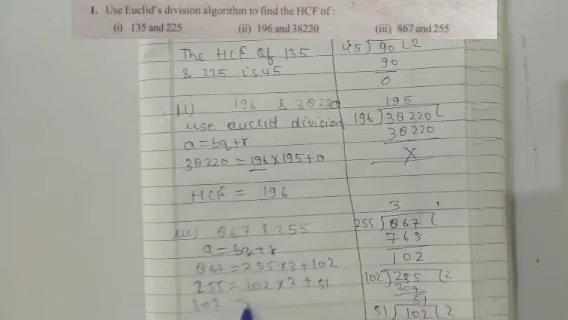 1. Use Euclid's division algorithm to find the HCF of :
(i) 135 and 225 (ii) 196 and 38220 (iii) 867 and 255
The HCF of 135
& 225 is 45
45)90(2
90
0
ii) 196 & 38220
use euclid division
a=bq+r
38220 = 196×195+0
HCF = 196
195
196)38220(
38220
X
iii) 867 & 255
a=bq+r
867=255×3+102
255=102×2+51
102 =
3
255)867(
765
102
102)255(2
204
51
51)102(2